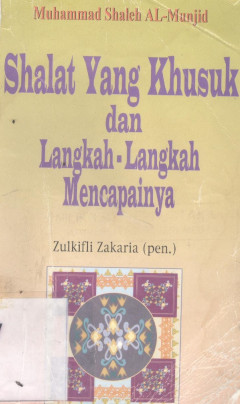 Muhammad Shaleh AL-Munjid
Shalat Yang Khusuk
dan
Langkah-Langkah
Mencapainya
Zulkifli Zakaria (pen.)